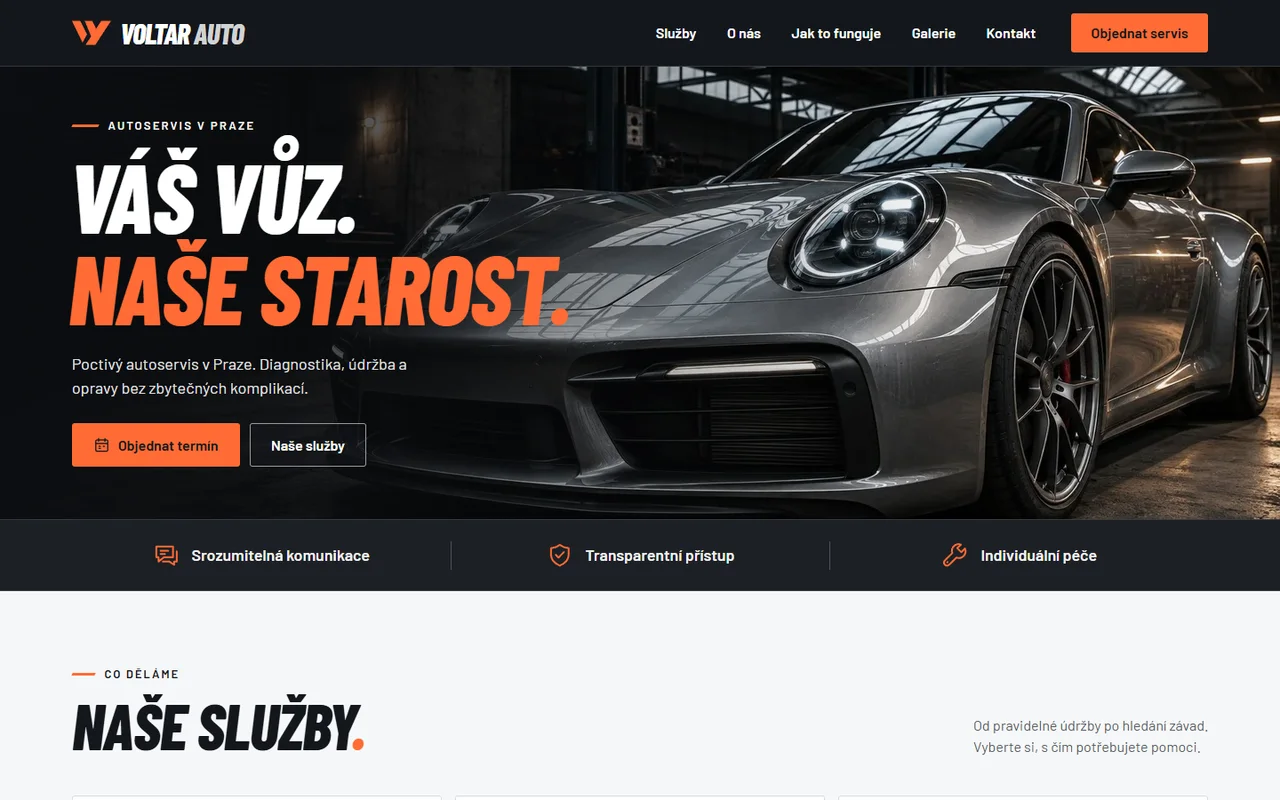 VOLTAR AUTO
Služby
O nás
Jak to funguje
Galerie
Kontakt
Objednat servis
AUTOSERVIS V PRAZE
VÁŠ VŮZ.
NAŠE STAROST.
Poctivý autoservis v Praze. Diagnostika, údržba a
opravy bez zbytečných komplikací.
Objednat termín
Naše služby
Srozumitelná komunikace
Transparentní přístup
Individuální péče
CO DĚLÁME
NAŠE SLUŽBY.
Od pravidelné údržby po hledání závad.
Vyberte si, s čím potřebujete pomoci.